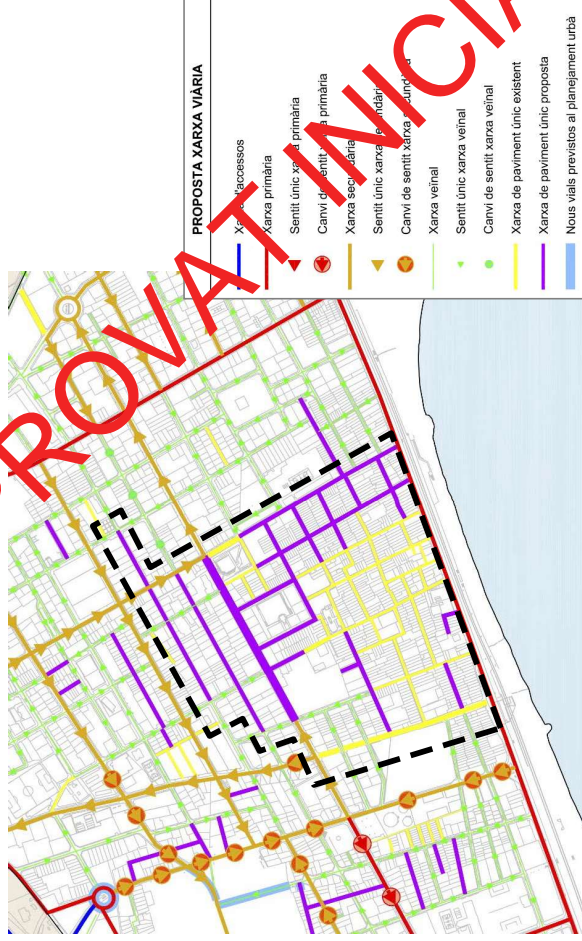 PROPOSTA XARXA VIÀRIA
Xarxa d'accessos
Xarxa primària
Sentit únic xarxa primària
Canvi de sentit xarxa primària
Xarxa secundària
Sentit únic xarxa secundària
Canvi de sentit xarxa secundària
Xarxa veïnal
Sentit únic xarxa veïnal
Canvi de sentit xarxa veïnal
Xarxa de paviment únic existent
Xarxa de paviment únic proposta
Nous vials previstos al planejament urbà
PROVAT INICIA